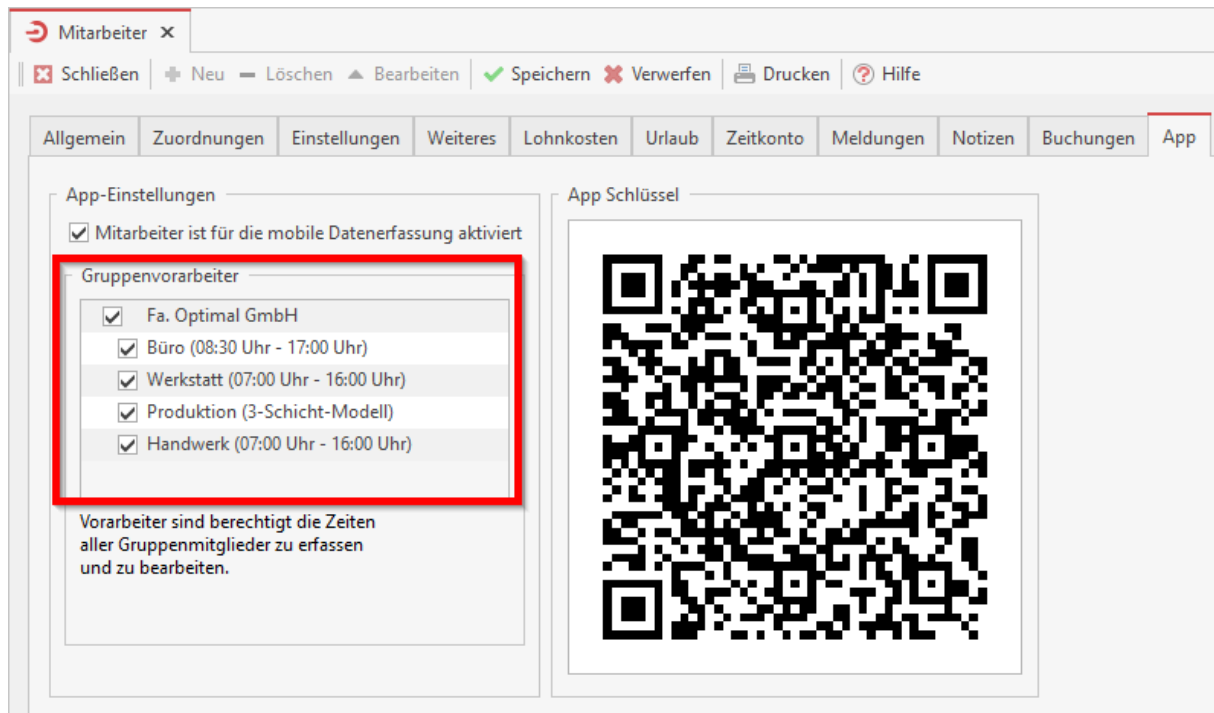 Mitarbeiter
Schließen Neu Löschen Bearbeiten Speichern Verwerfen Drucken Hilfe
Allgemein Zuordnungen Einstellungen Weiteres Lohnkosten Urlaub Zeitkonto Meldungen Notizen Buchungen App
App-Einstellungen
Mitarbeiter ist für die mobile Datenerfassung aktiviert
Gruppenvorarbeiter
Fa. Optimal GmbH
Büro (08:30 Uhr - 17:00 Uhr)
Werkstatt (07:00 Uhr - 16:00 Uhr)
Produktion (3-Schicht-Modell)
Handwerk (07:00 Uhr - 16:00 Uhr)
Vorarbeiter sind berechtigt die Zeiten
aller Gruppenmitglieder zu erfassen
und zu bearbeiten.
App Schlüssel